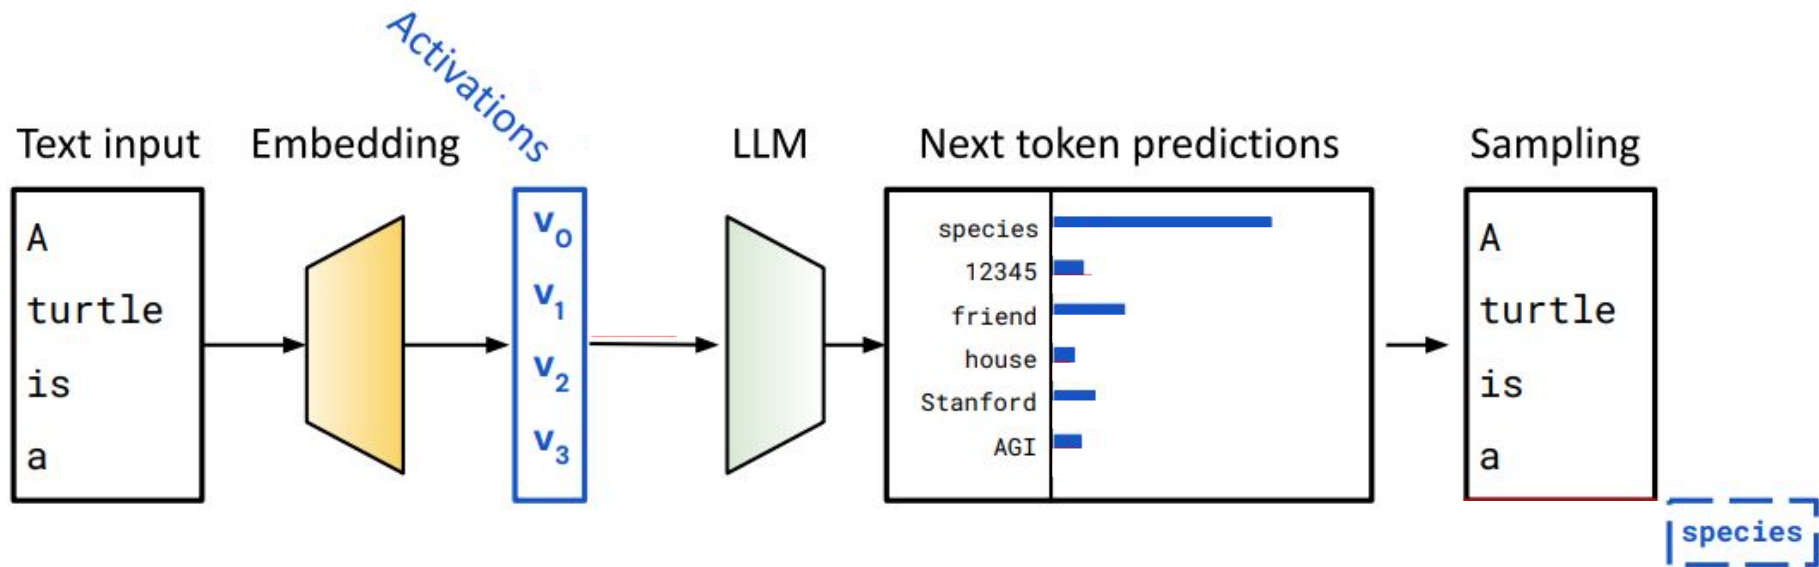 Activations
Text input
Embedding
LLM
Next token predictions
Sampling
A
turtle
is
a
v0
v1
v2
v3
species
12345
friend
house
Stanford
AGI
A
turtle
is
a
species